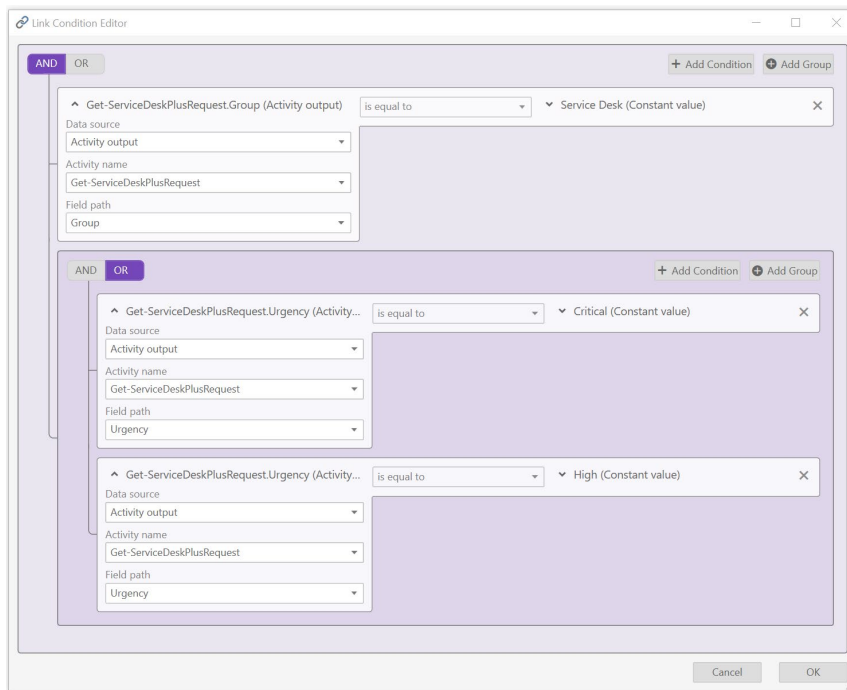 Link Condition Editor
AND OR + Add Condition Add Group
Get-ServiceDeskPlusRequest.Group (Activity output) is equal to Service Desk (Constant value)
Data source
Activity output
Activity name
Get-ServiceDeskPlusRequest
Field path
Group
AND OR + Add Condition Add Group
Get-ServiceDeskPlusRequest.Urgency (Activity... is equal to Critical (Constant value)
Data source
Activity output
Activity name
Get-ServiceDeskPlusRequest
Field path
Urgency
Get-ServiceDeskPlusRequest.Urgency (Activity... is equal to High (Constant value)
Data source
Activity output
Activity name
Get-ServiceDeskPlusRequest
Field path
Urgency
Cancel OK